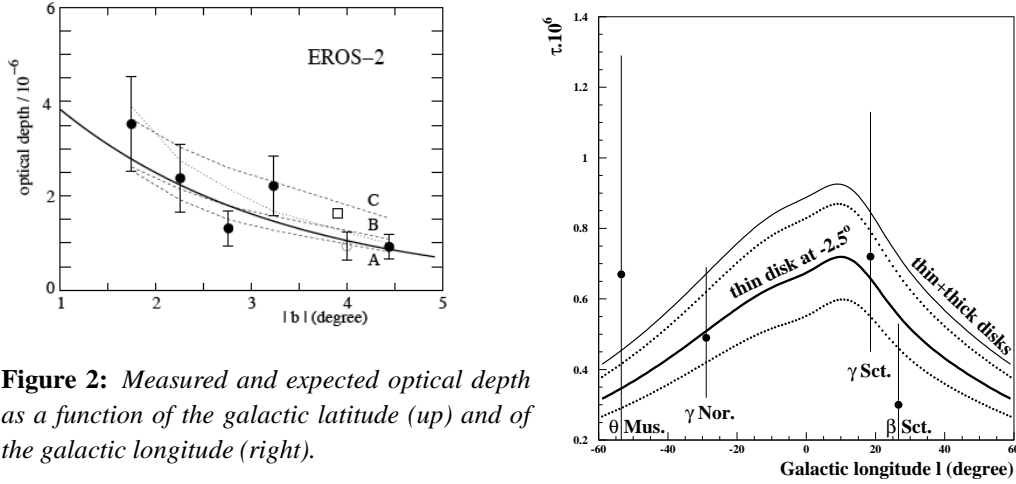 6
4
2
0
optical depth / 10⁻⁶
EROS−2
C
B
A
1
2
3
4
5
| b | (degree)
Figure 2: Measured and expected optical depth
as a function of the galactic latitude (up) and of
the galactic longitude (right).
τ.10⁶
1.4
1.2
1
0.8
0.6
0.4
0.2
thin disk at -2.5°
thin+thick disks
θ Mus.
γ Nor.
γ Sct.
β Sct.
-60
-40
-20
0
20
40
60
Galactic longitude l (degree)